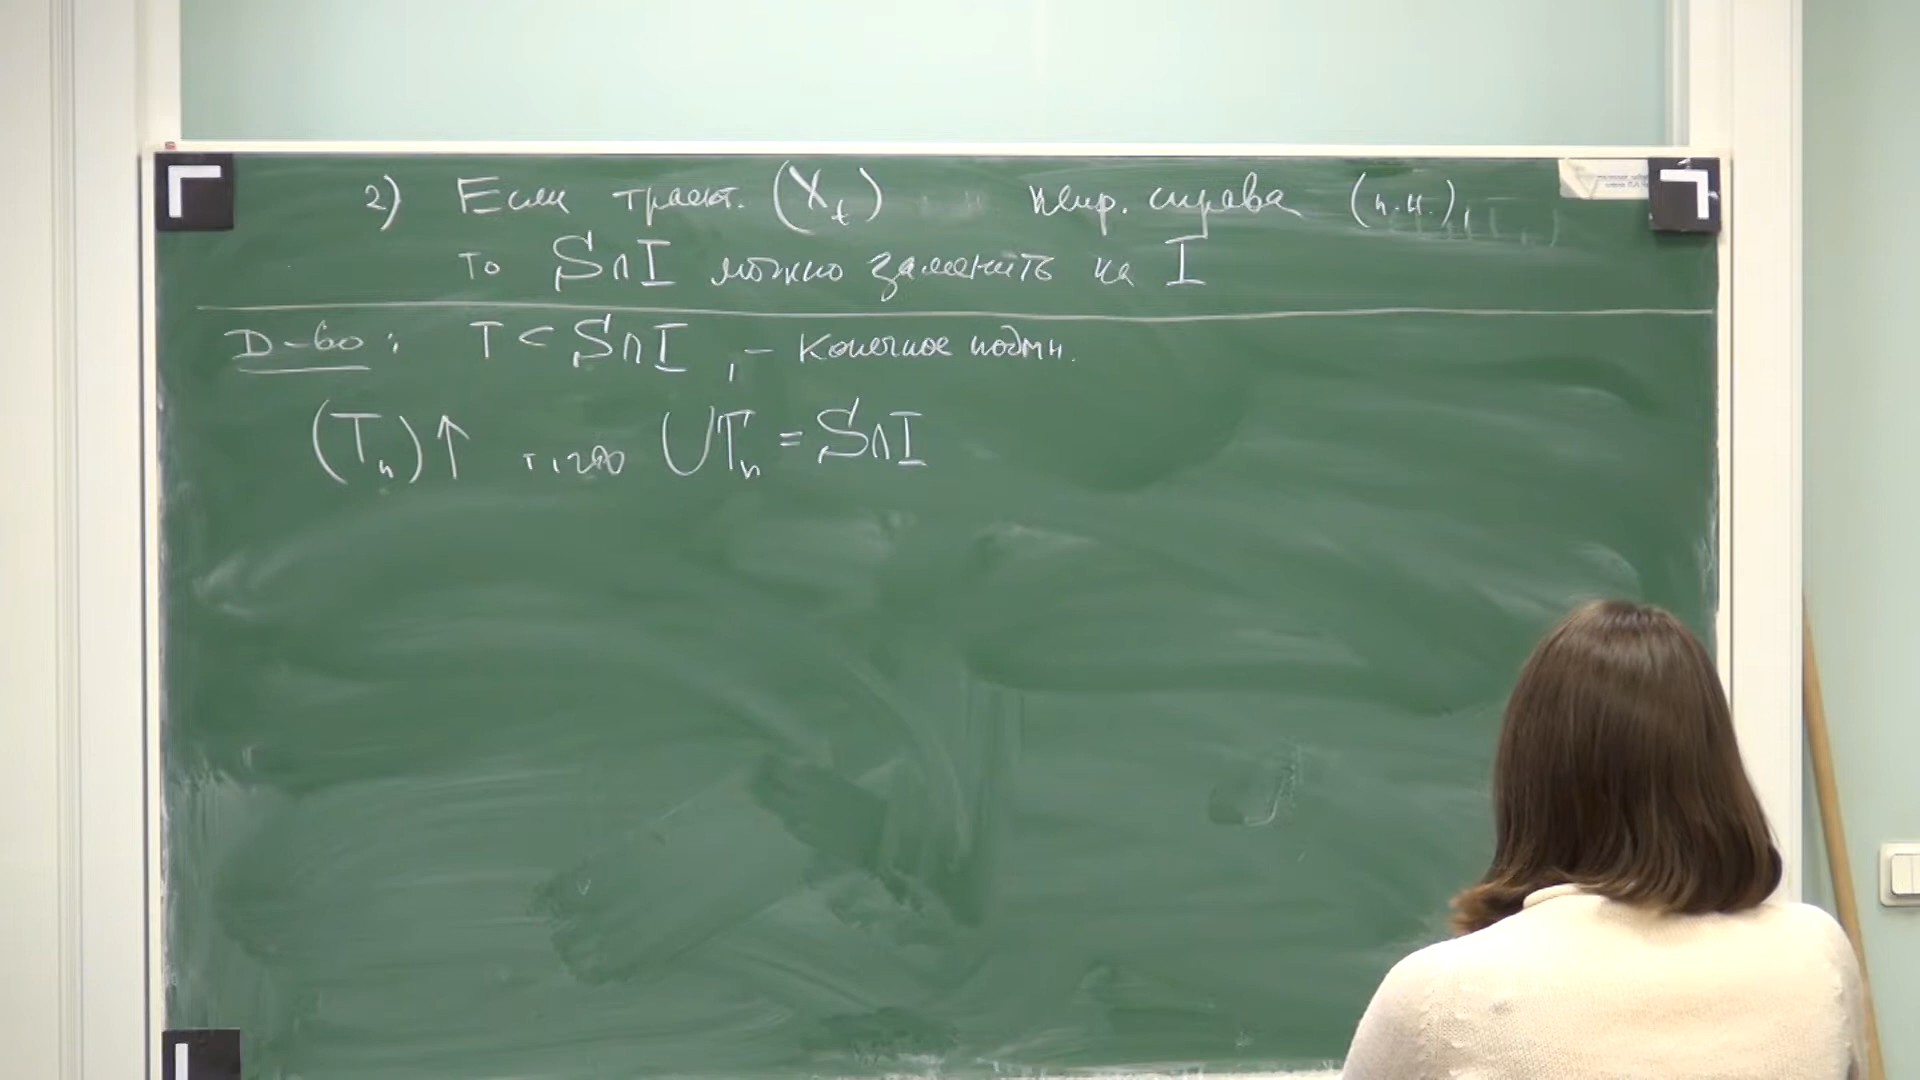 2) Если траект. (X_t) непр. справа (п.н.),
то S∩I можно заменить на I
D-во: T ⊂ S∩I, - конечное подмн.
(T_n)↑ т.что ∪T_n = S∩I